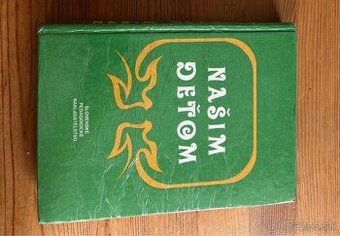 NAŠIM
DEŤOM
SLOVENSKÉ
PEDAGOGICKÉ
NAKLADATEĽSTVO